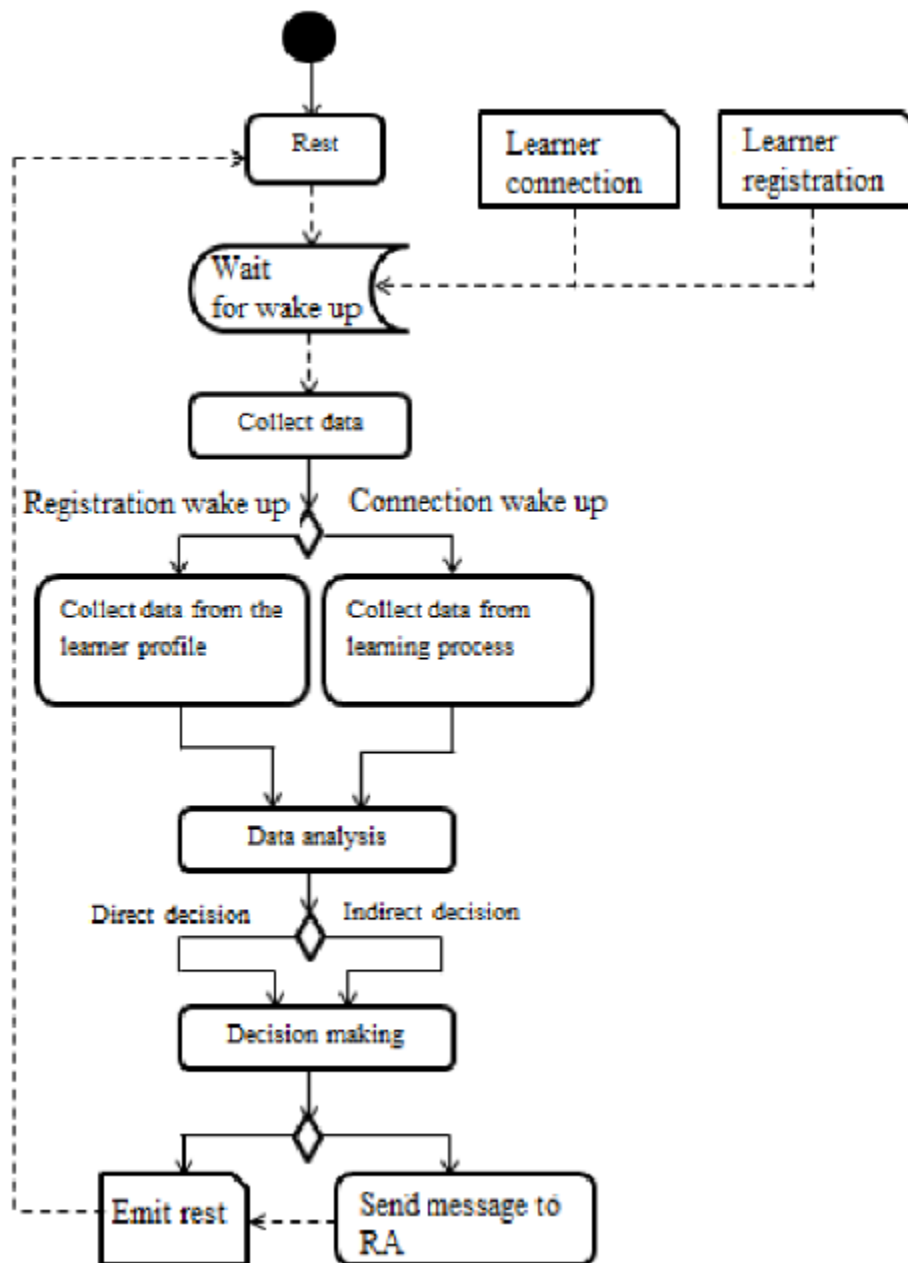 Rest
Learner
connection
Learner
registration
Wait
for wake up
Collect data
Registration wake up
Connection wake up
Collect data from the
learner profile
Collect data from
learning process
Data analysis
Direct decision
Indirect decision
Decision making
Emit rest
Send message to
RA